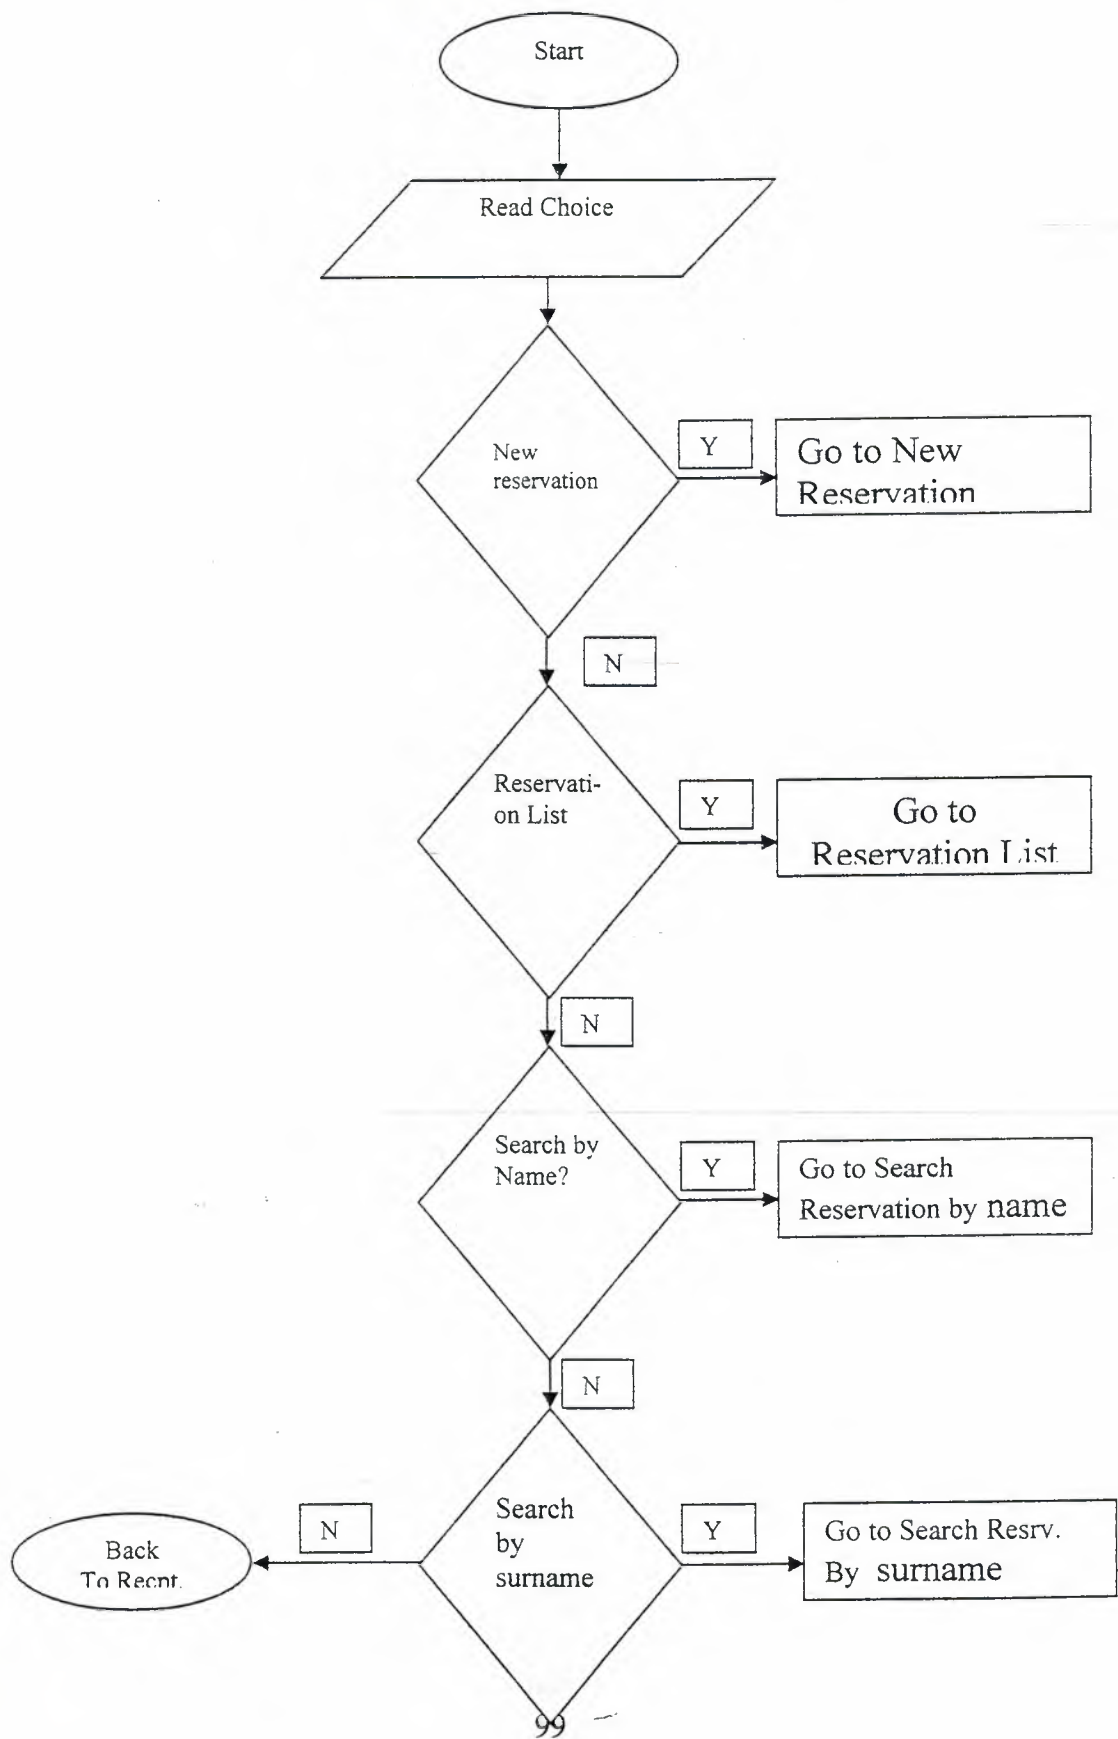 Start
Read Choice
New
reservation
Y
Go to New
Reservation
N
Reservati-
on List
Y
Go to
Reservation List
N
Search by
Name?
Y
Go to Search
Reservation by name
N
Search
by
surname
Y
Go to Search Resrv.
By surname
N
Back
To Recpt.
99